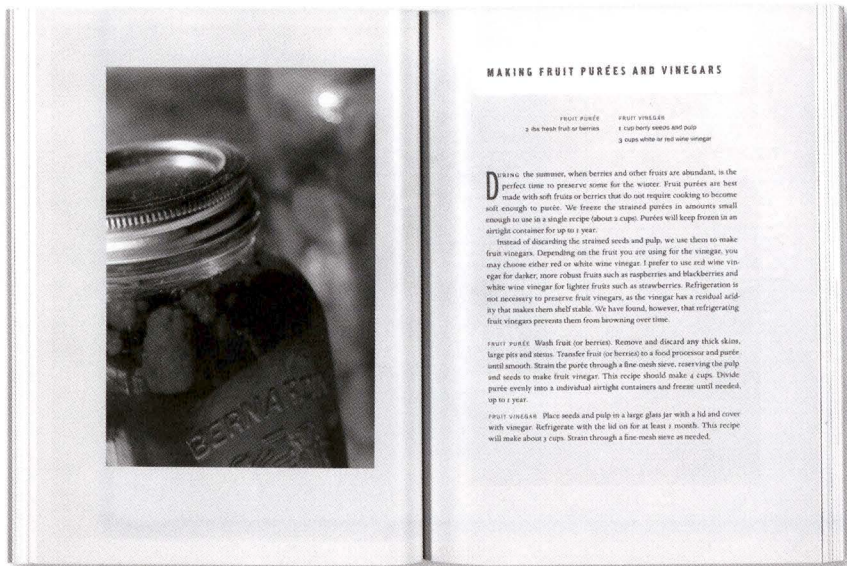 BERNAR
MAKING FRUIT PURÉES AND VINEGARS
FRUIT PURÉE
2 lbs fresh fruit or berries
FRUIT VINEGAR
1 cup berry seeds and pulp
3 cups white or red wine vinegar
DURING the summer, when berries and other fruits are abundant, is the
perfect time to preserve some for the winter. Fruit purées are best
made with soft fruits or berries that do not require cooking to become
soft enough to purée. We freeze the strained purées in amounts small
enough to use in a single recipe (about 2 cups). Purées will keep frozen in an
airtight container for up to 1 year.
Instead of discarding the strained seeds and pulp, we use them to make
fruit vinegars. Depending on the fruit you are using for the vinegar, you
may choose either red or white wine vinegar. I prefer to use red wine vin-
egar for darker, more robust fruits such as raspberries and blackberries and
white wine vinegar for lighter fruits such as strawberries. Refrigeration is
not necessary to preserve fruit vinegars, as the vinegar has a residual acid-
ity that makes them shelf stable. We have found, however, that refrigerating
fruit vinegars prevents them from browning over time.
FRUIT PURÉE Wash fruit (or berries). Remove and discard any thick skins,
large pits and stems. Transfer fruit (or berries) to a food processor and purée
until smooth. Strain the purée through a fine-mesh sieve, reserving the pulp
and seeds to make fruit vinegar. This recipe should make 4 cups. Divide
purée evenly into 2 individual airtight containers and freeze until needed,
up to 1 year.
FRUIT VINEGAR Place seeds and pulp in a large glass jar with a lid and cover
with vinegar. Refrigerate with the lid on for at least 1 month. This recipe
will make about 3 cups. Strain through a fine-mesh sieve as needed.